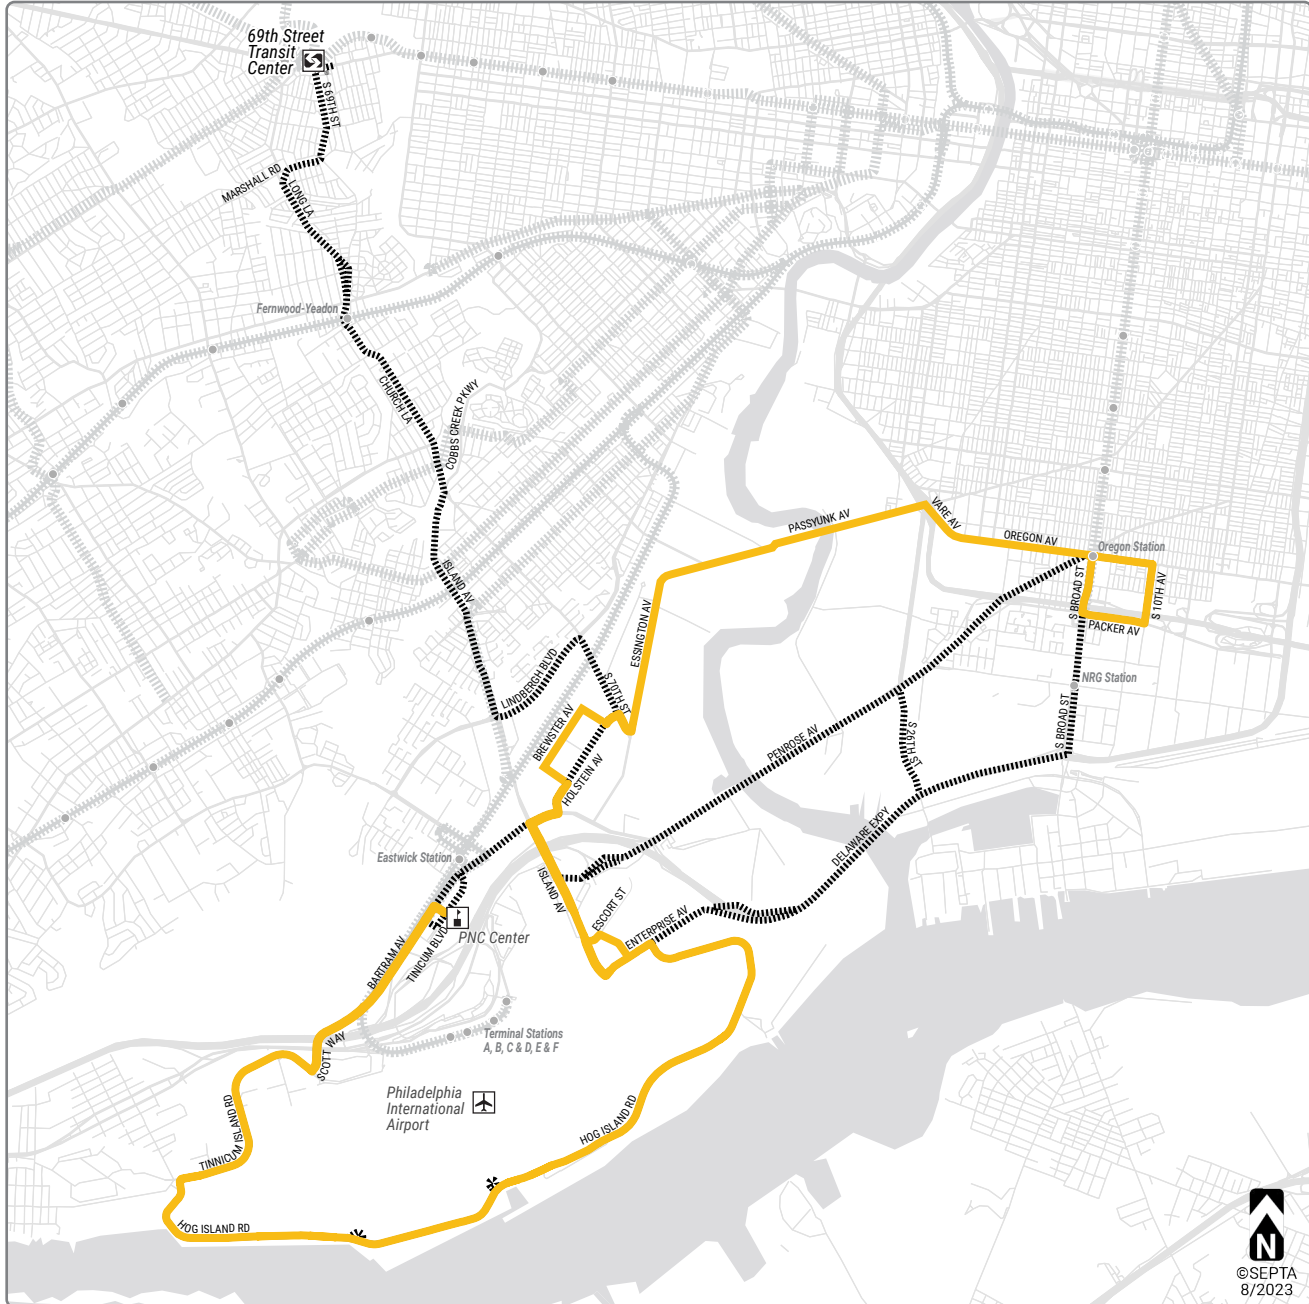 69th Street
Transit
Center
S 69TH ST
MARSHALL RD
LONG LA
Fernwood-Yeadon
CHURCH LA
COBBS CREEK PKWY
ISLAND AV
PASSYUNK AV
VARE AV
OREGON AV
Oregon Station
S BROAD ST
S 10TH AV
PACKER AV
ESSINGTON AV
LINDBERGH BLVD
S 70TH ST
NRG Station
BREWSTER AV
HOLSTEIN AV
PENROSE AV
S 26TH ST
S BROAD ST
Eastwick Station
DELAWARE EXPY
ISLAND AV
ESCORT ST
ENTERPRISE AV
PNC Center
BARTRAM AV
TINICUM BLVD
Terminal Stations
A, B, C & D, E & F
SCOTT WAY
Philadelphia
International
Airport
TINNICUM ISLAND RD
HOG ISLAND RD
HOG ISLAND RD
N
©SEPTA
8/2023